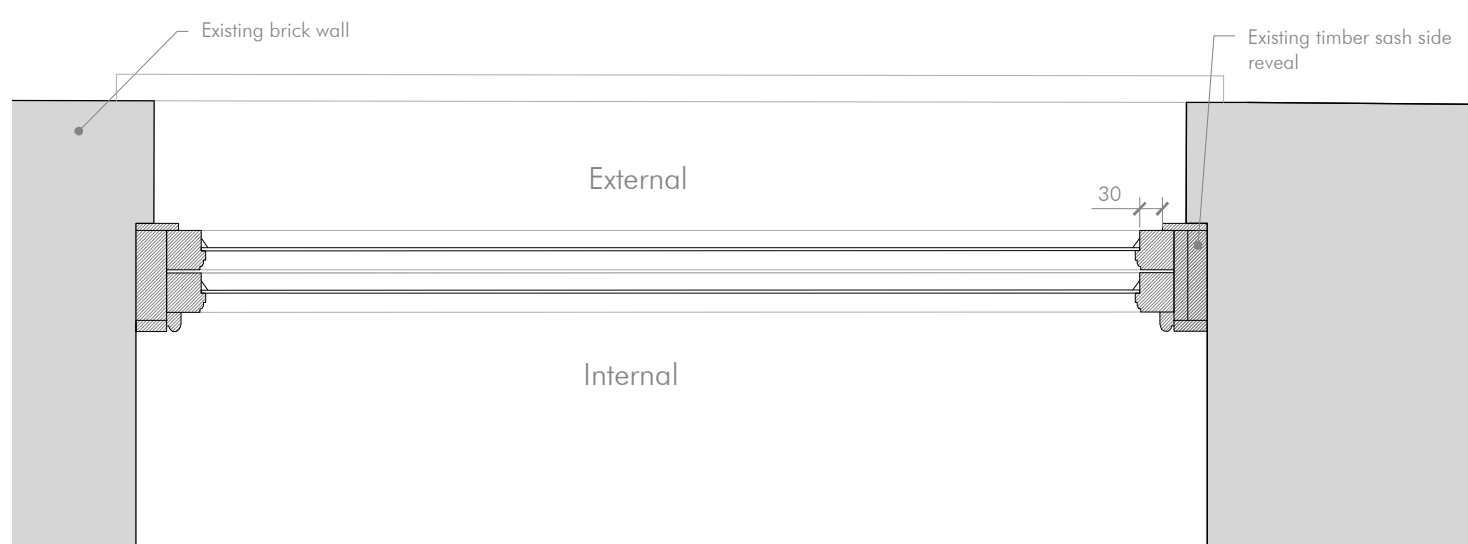 Existing brick wall
Existing timber sash side
reveal
External
30
Internal